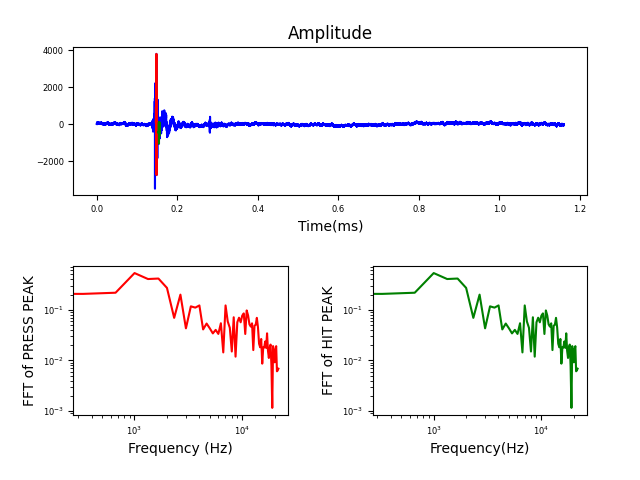 Amplitude
4000
2000
0
−2000
0.0 0.2 0.4 0.6 0.8 1.0 1.2
Time(ms)
FFT of PRESS PEAK
10⁻¹
10⁻²
10⁻³
10³ 10⁴
Frequency (Hz)
FFT of HIT PEAK
10⁻¹
10⁻²
10⁻³
10³ 10⁴
Frequency(Hz)